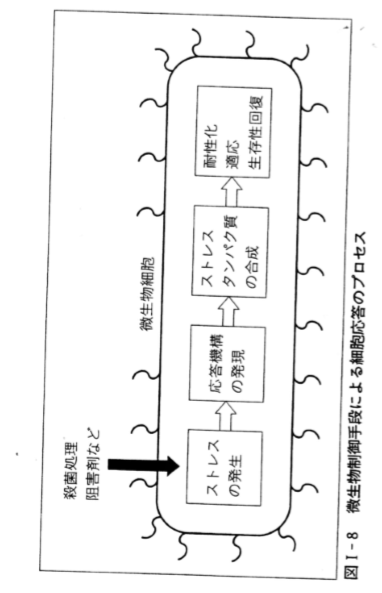 殺菌処理
阻害剤など
微生物細胞
ストレス
の発生
応答機構
の発現
ストレス
タンパク質
の合成
耐性化
適応
生存性回復
図Ⅰ-8 微生物制御手段による細胞応答のプロセス